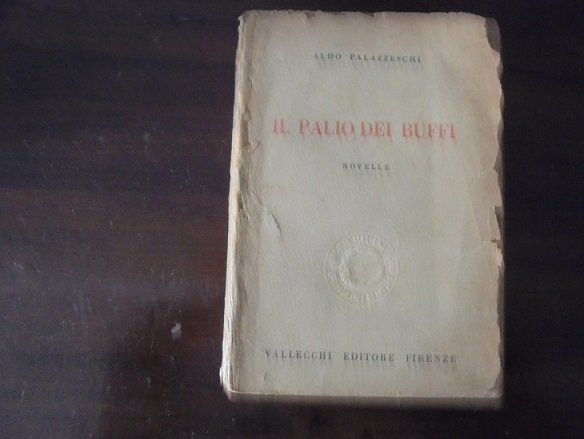 ALDO PALAZZESCHI
IL PALIO DEI BUFFI
NOVELLE
VALLECCHI EDITORE FIRENZE